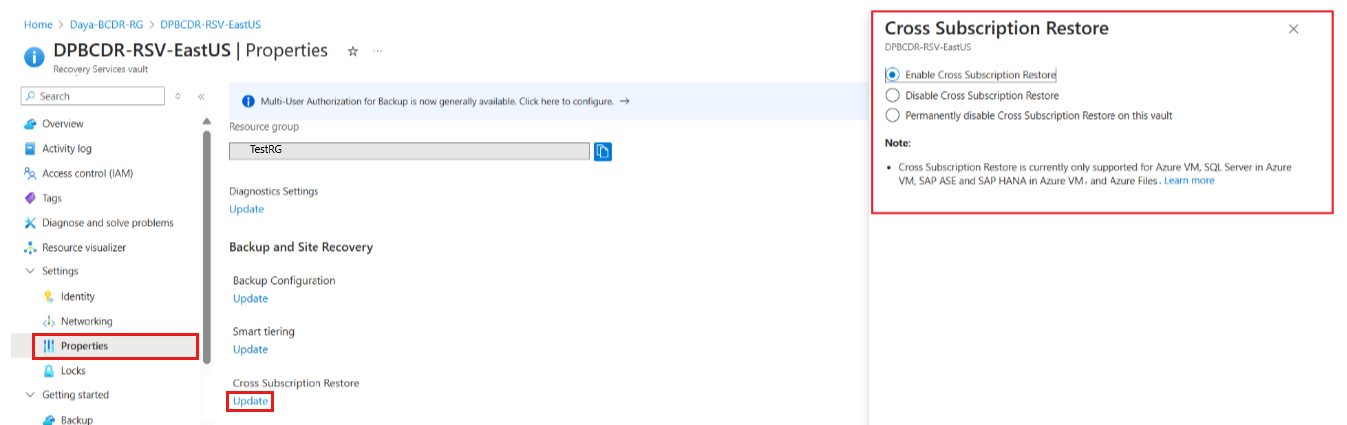 Home > Daya-BCDR-RG > DPBCDR-RSV-EastUS
DPBCDR-RSV-EastUS | Properties
Recovery Services vault
Search
Overview
Activity log
Access control (IAM)
Tags
Diagnose and solve problems
Resource visualizer
Settings
Identity
Networking
Properties
Locks
Getting started
Backup
Multi-User Authorization for Backup is now generally available. Click here to configure. →
Resource group
TestRG
Diagnostics Settings
Update
Backup and Site Recovery
Backup Configuration
Update
Smart tiering
Update
Cross Subscription Restore
Update
Cross Subscription Restore
DPBCDR-RSV-EastUS
Enable Cross Subscription Restore
Disable Cross Subscription Restore
Permanently disable Cross Subscription Restore on this vault
Note:
• Cross Subscription Restore is currently only supported for Azure VM, SQL Server in Azure
VM, SAP ASE and SAP HANA in Azure VM, and Azure Files. Learn more